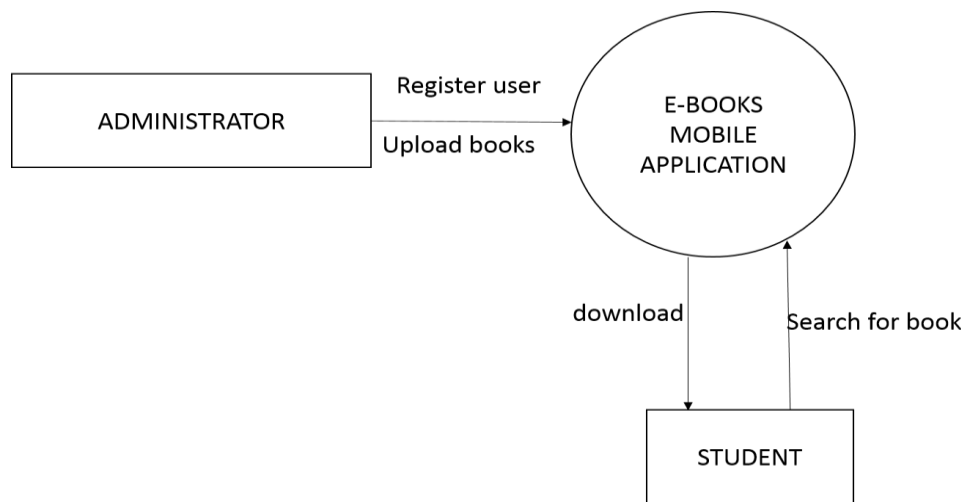 Register user
ADMINISTRATOR
Upload books
E-BOOKS
MOBILE
APPLICATION
download
Search for book
STUDENT